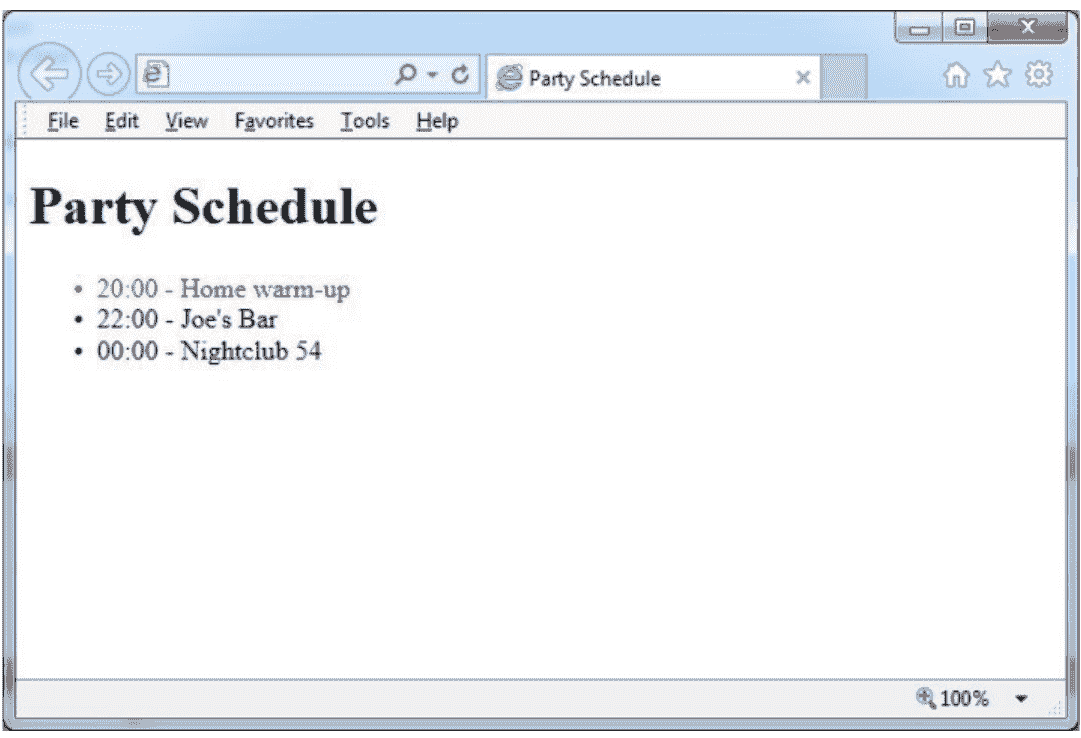 Party Schedule
File Edit View Favorites Tools Help
Party Schedule
• 20:00 - Home warm-up
• 22:00 - Joe's Bar
• 00:00 - Nightclub 54
100%